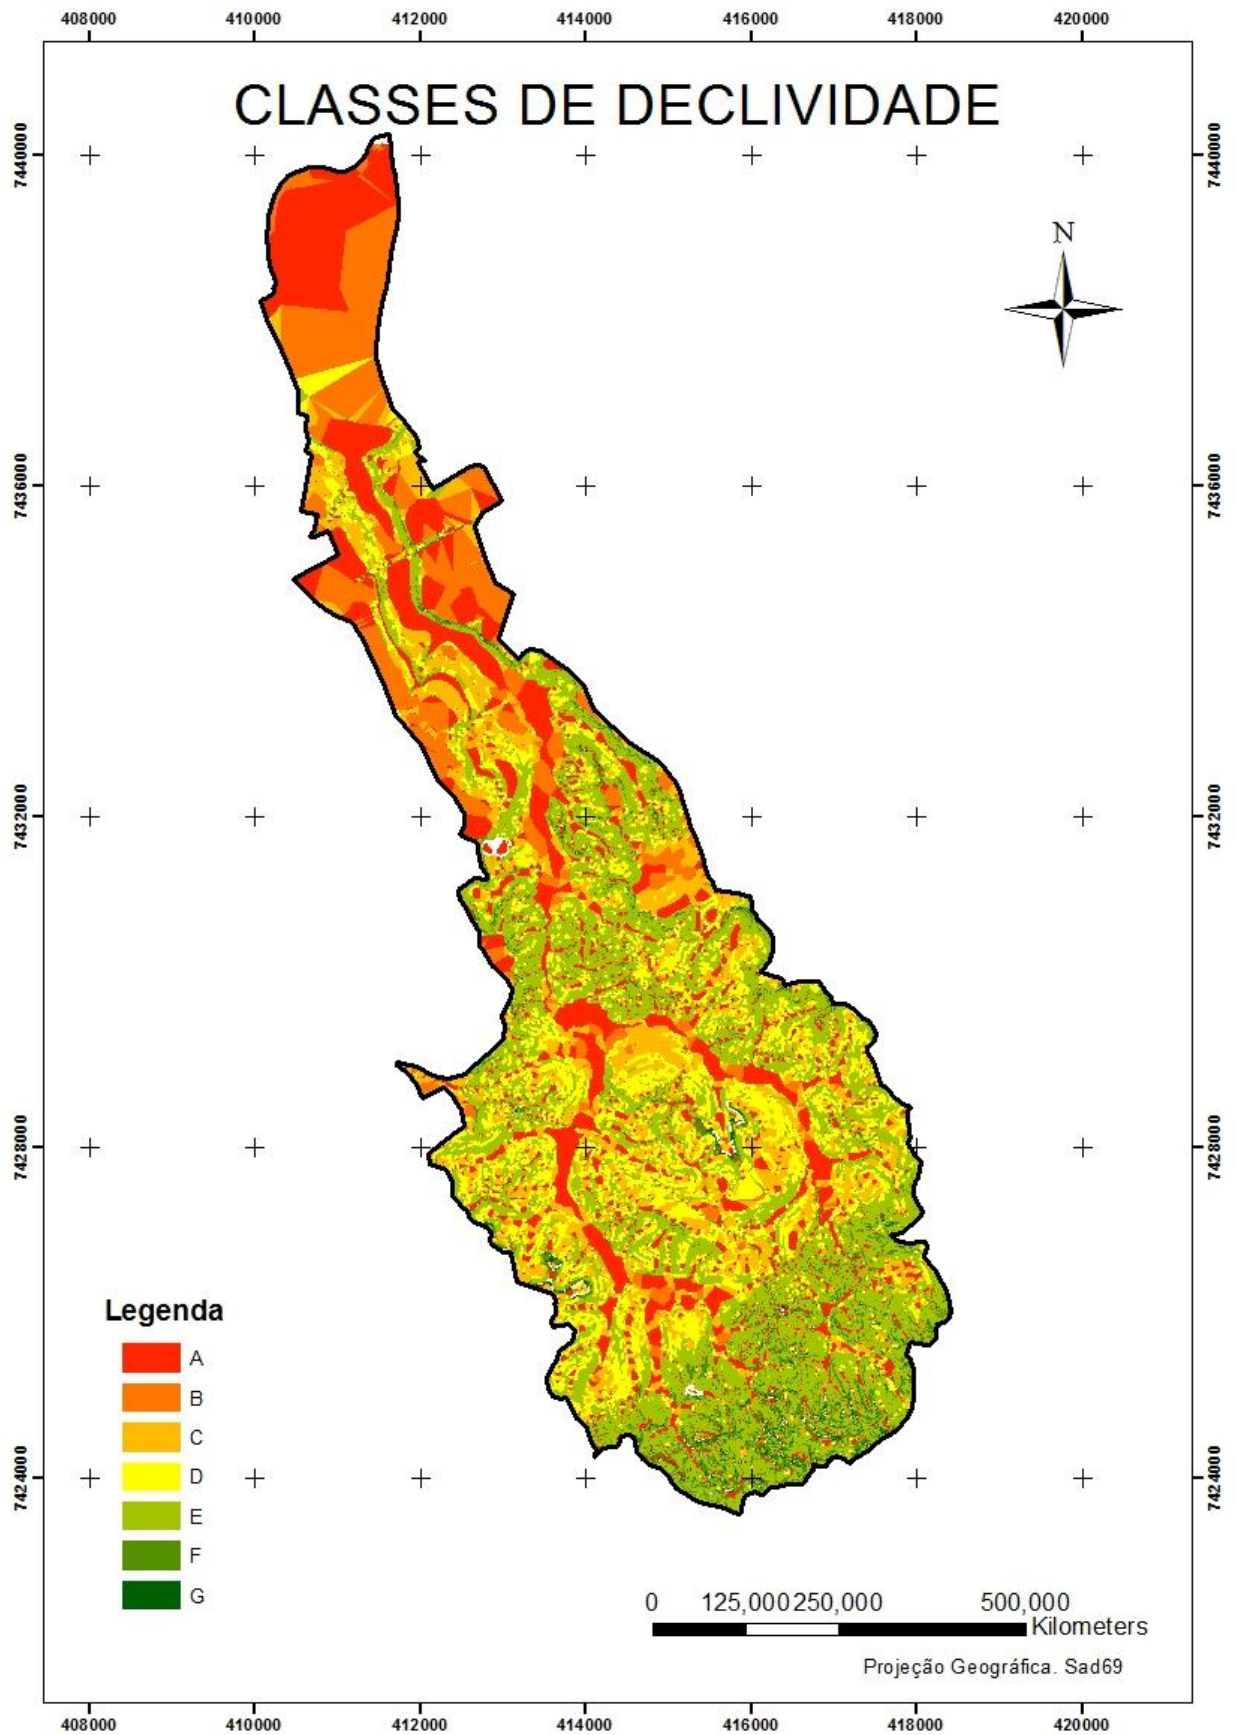 408000 410000 412000 414000 416000 418000 420000
CLASSES DE DECLIVIDADE
7440000 7440000
N
7436000 7436000
7432000 7432000
7428000 7428000
Legenda
A
B
C
D
7424000 7424000
E
F
G
0 125,000 250,000 500,000
Kilometers
Projeção Geográfica. Sad69
408000 410000 412000 414000 416000 418000 420000